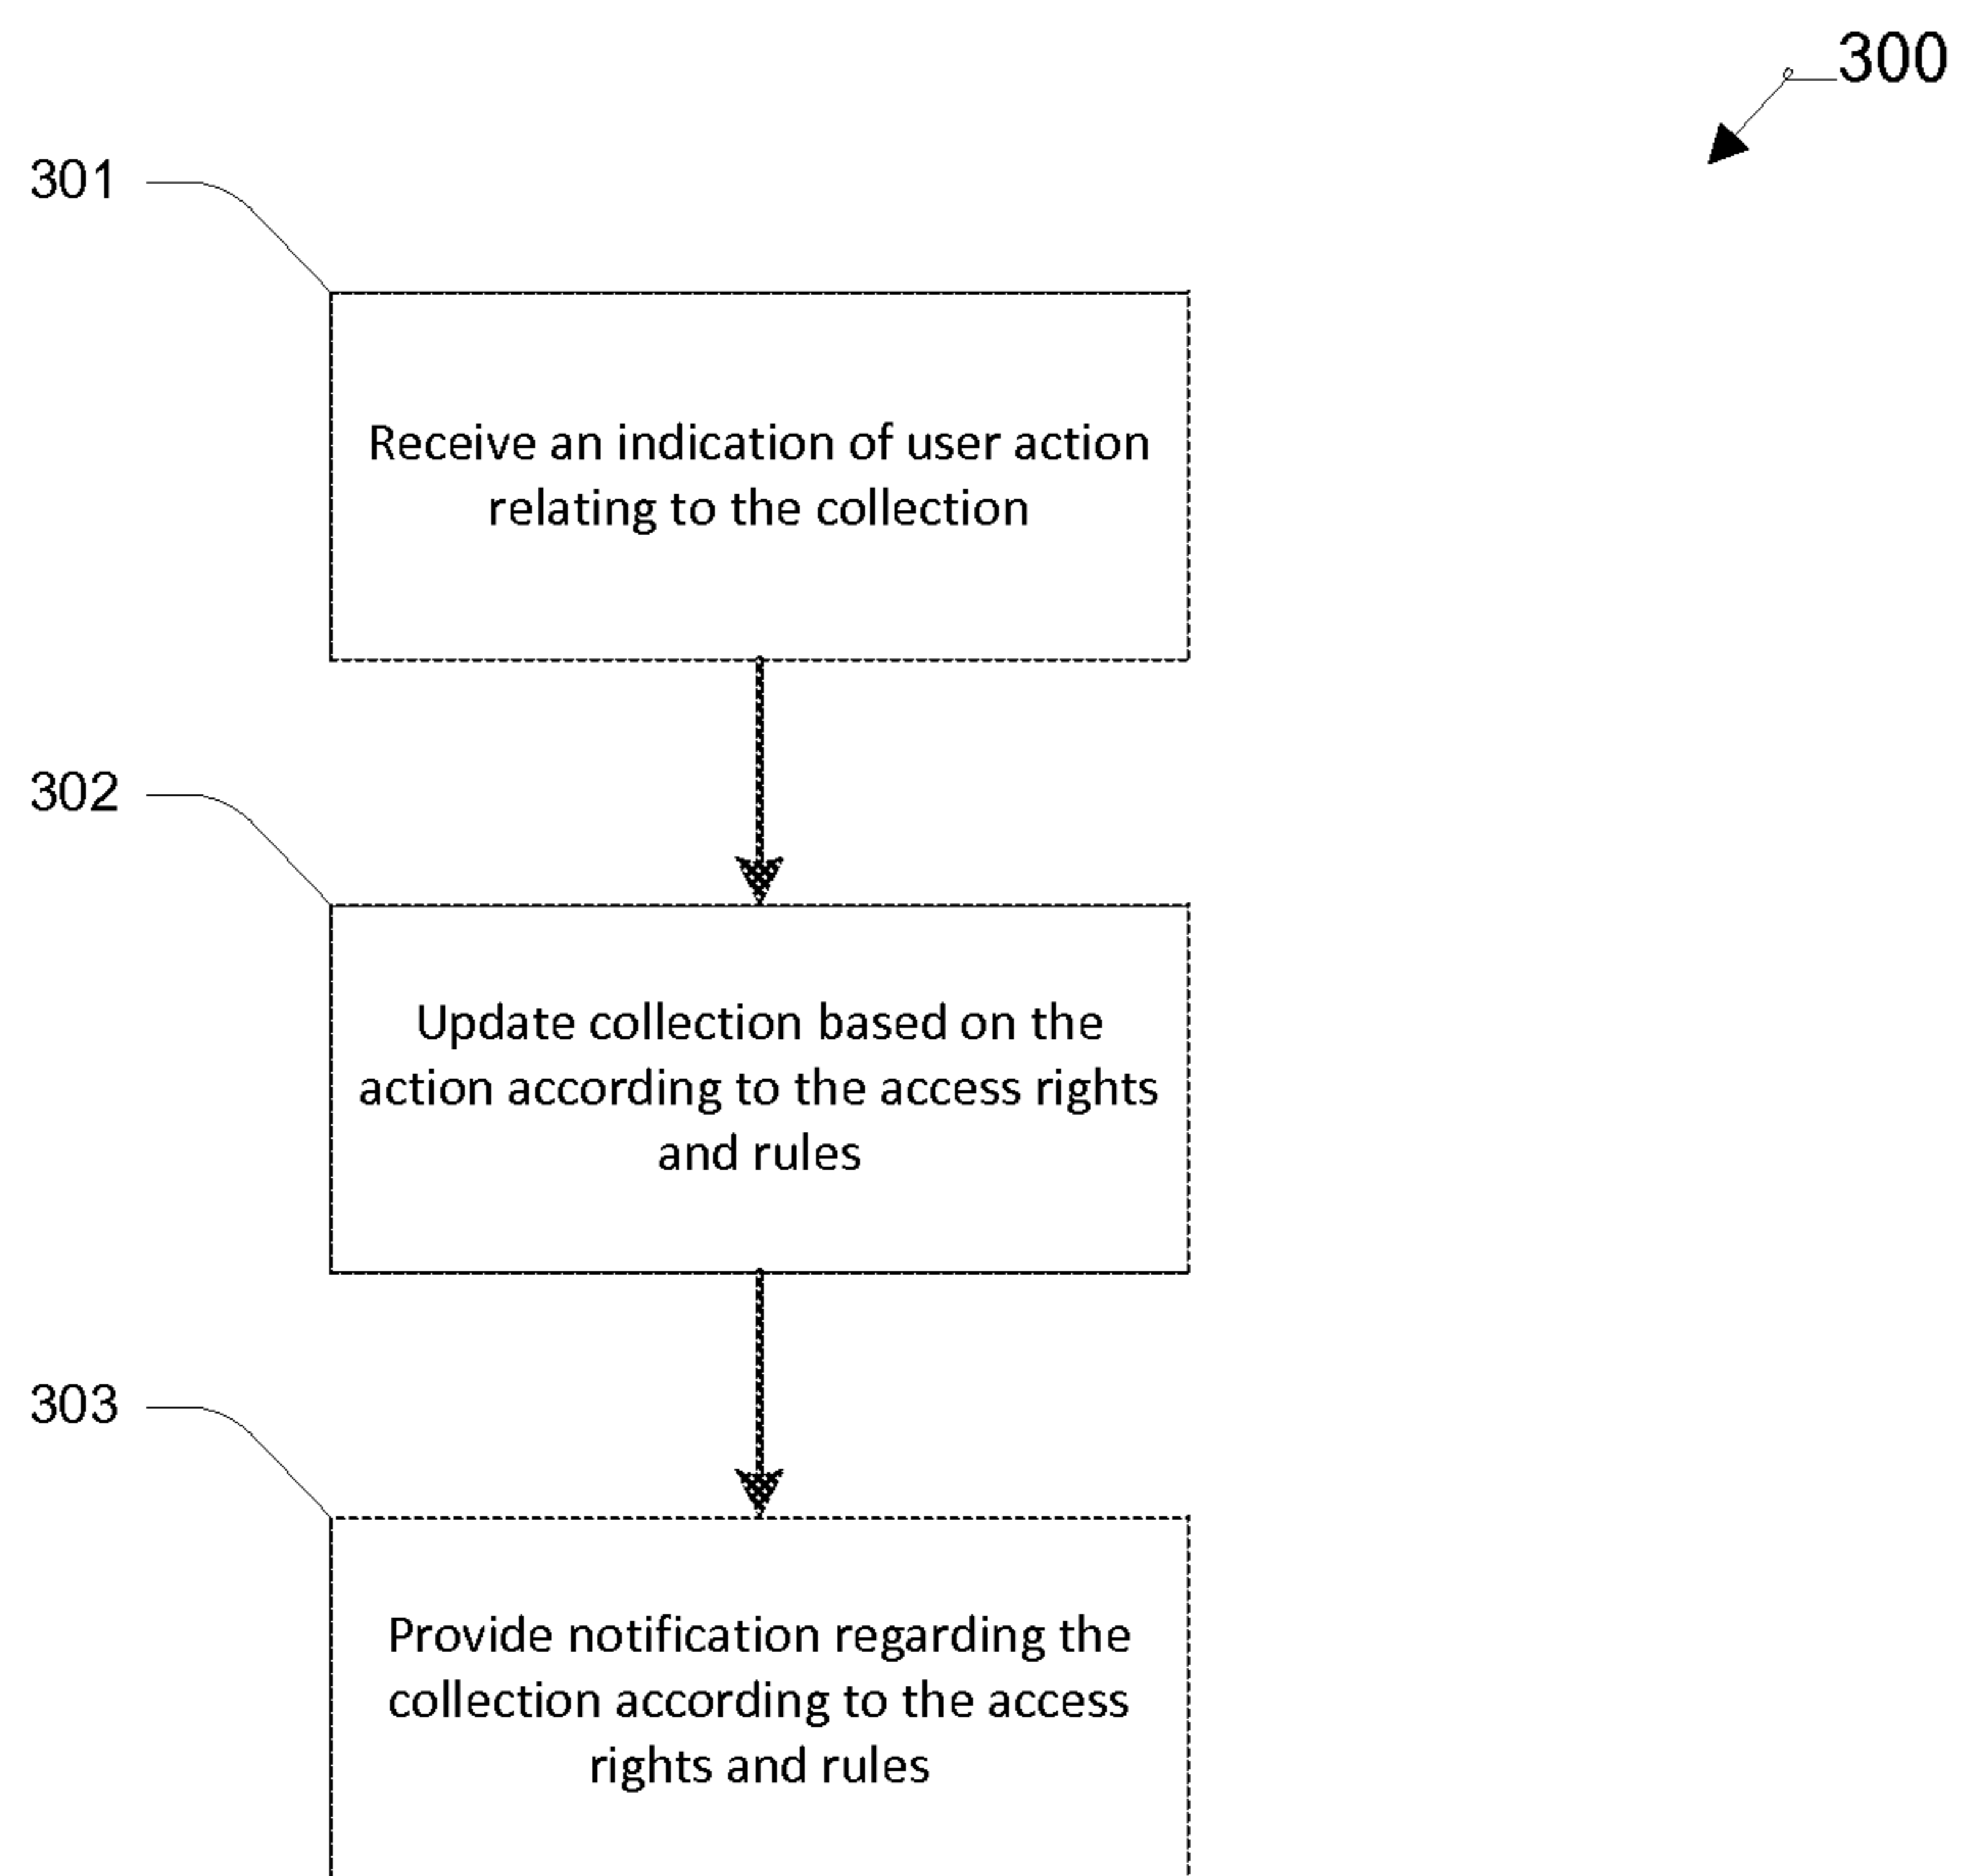 300
301
Receive an indication of user action
relating to the collection
302
Update collection based on the
action according to the access rights
and rules
303
Provide notification regarding the
collection according to the access
rights and rules